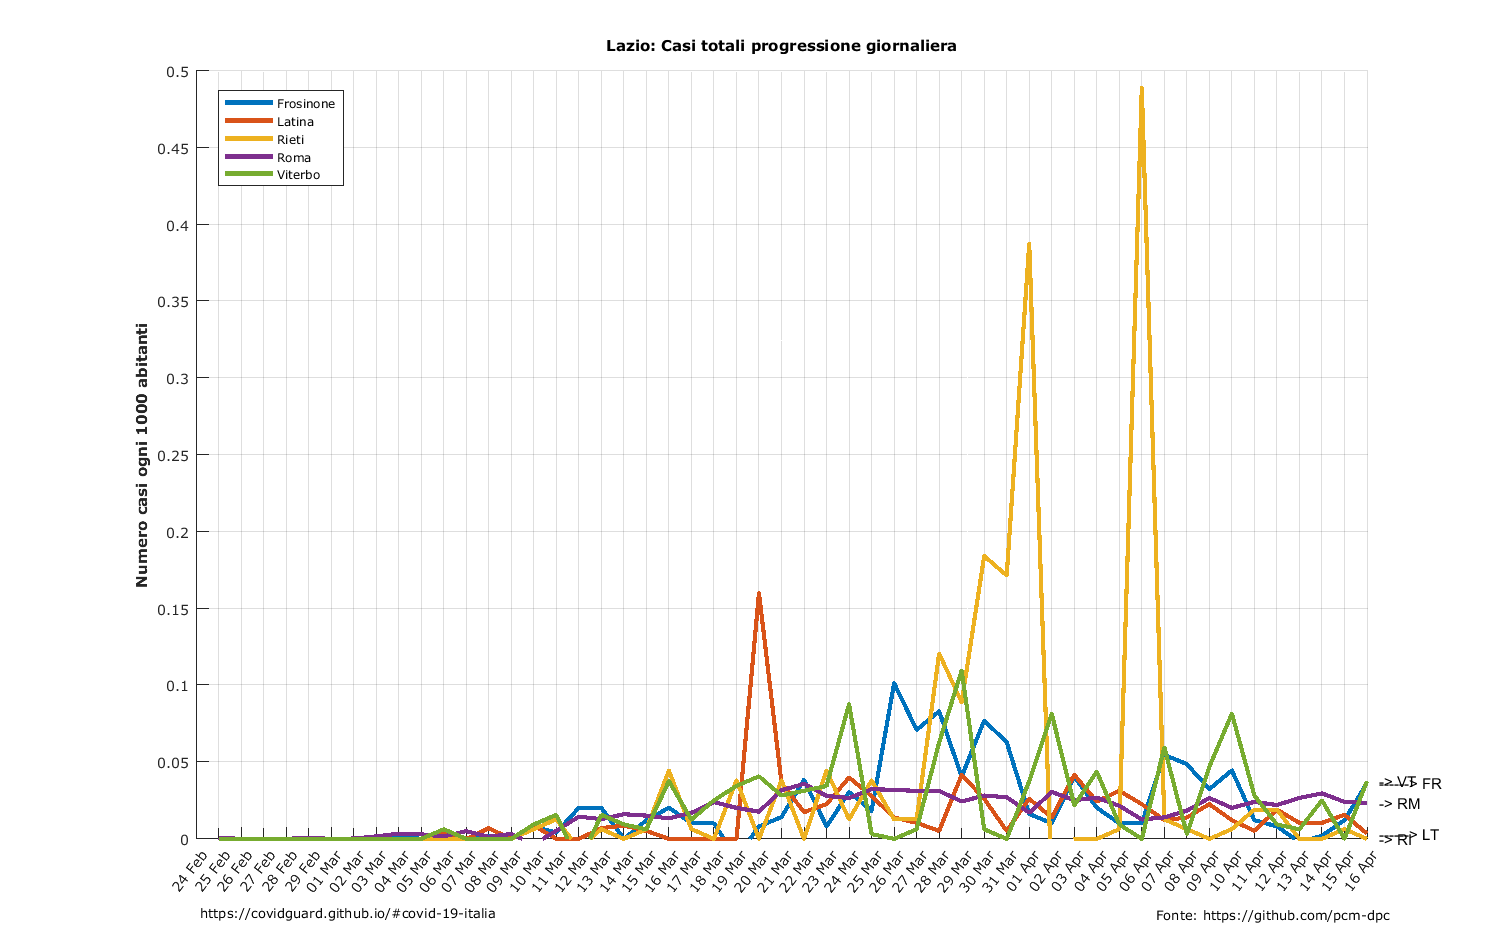 Lazio: Casi totali progressione giornaliera
Numero casi ogni 1000 abitanti
0.5
0.45
0.4
0.35
0.3
0.25
0.2
0.15
0.1
0.05
0
Frosinone
Latina
Rieti
Roma
Viterbo
-> VT
----> FR
-> RM
----> LT
-> RI
24 Feb
25 Feb
26 Feb
27 Feb
28 Feb
29 Feb
01 Mar
02 Mar
03 Mar
04 Mar
05 Mar
06 Mar
07 Mar
08 Mar
09 Mar
10 Mar
11 Mar
12 Mar
13 Mar
14 Mar
15 Mar
16 Mar
17 Mar
18 Mar
19 Mar
20 Mar
21 Mar
22 Mar
23 Mar
24 Mar
25 Mar
26 Mar
27 Mar
28 Mar
29 Mar
30 Mar
31 Mar
01 Apr
02 Apr
03 Apr
04 Apr
05 Apr
06 Apr
07 Apr
08 Apr
09 Apr
10 Apr
11 Apr
12 Apr
13 Apr
14 Apr
15 Apr
16 Apr
https://covidguard.github.io/#covid-19-italia
Fonte: https://github.com/pcm-dpc